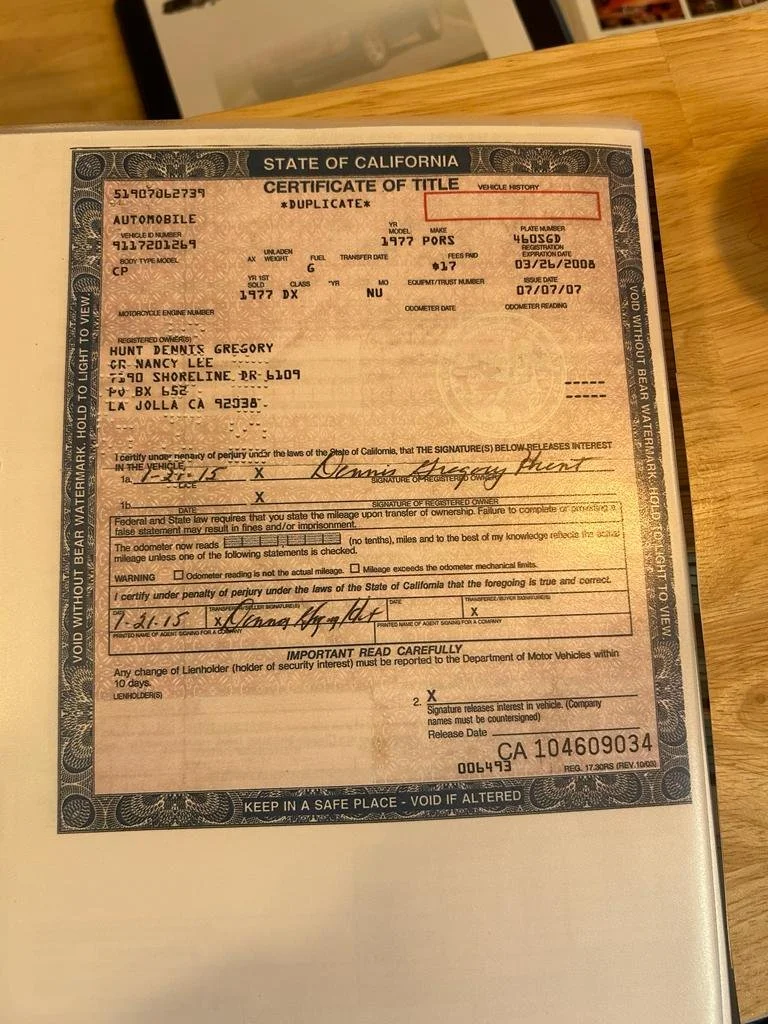 STATE OF CALIFORNIA
CERTIFICATE OF TITLE
VEHICLE HISTORY
51907062739
*DUPLICATE*
AUTOMOBILE
VEHICLE ID NUMBER
YR MODEL
MAKE
PLATE NUMBER
9117201269
1977 PORS
460SGD
BODY TYPE MODEL
AX
UNLADEN WEIGHT
FUEL
TRANSFER DATE
FEES PAID
REGISTRATION EXPIRATION DATE
CP
G
$17
03/26/2008
YR 1ST SOLD
CLASS
*YR
MO
EQUIPMT/TRUST NUMBER
ISSUE DATE
1977 DX
NU
07/07/07
MOTORCYCLE ENGINE NUMBER
ODOMETER DATE
ODOMETER READING
REGISTERED OWNER(S)
HUNT DENNIS GREGORY
OR NANCY LEE
7590 SHORELINE DR 6109
PO BX 652
LA JOLLA CA 92038
I certify under penalty of perjury under the laws of the State of California, that THE SIGNATURE(S) BELOW RELEASES INTEREST
IN THE VEHICLE.
1a. 1-21-15 X Dennis Gregory Hunt
DATE
SIGNATURE OF REGISTERED OWNER
1b. X
DATE
SIGNATURE OF REGISTERED OWNER
Federal and State law requires that you state the mileage upon transfer of ownership. Failure to complete or providing a
false statement may result in fines and/or imprisonment.
The odometer now reads (no tenths), miles and to the best of my knowledge reflects the actual
mileage unless one of the following statements is checked.
WARNING Odometer reading is not the actual mileage. Mileage exceeds the odometer mechanical limits.
I certify under penalty of perjury under the laws of the State of California that the foregoing is true and correct.
DATE
TRANSFEROR/SELLER SIGNATURE(S)
DATE
TRANSFEREE/BUYER SIGNATURE(S)
1-21-15
X
X
PRINTED NAME OF AGENT SIGNING FOR A COMPANY
PRINTED NAME OF AGENT SIGNING FOR A COMPANY
IMPORTANT READ CAREFULLY
Any change of Lienholder (holder of security interest) must be reported to the Department of Motor Vehicles within
10 days.
LIENHOLDER(S)
2. X
Signature releases interest in vehicle. (Company
names must be countersigned)
Release Date
CA 104609034
006493
REG. 17.30RS (REV.10/03)
KEEP IN A SAFE PLACE - VOID IF ALTERED
VOID WITHOUT BEAR WATERMARK. HOLD TO LIGHT TO VIEW.
VOID WITHOUT BEAR WATERMARK. HOLD TO LIGHT TO VIEW